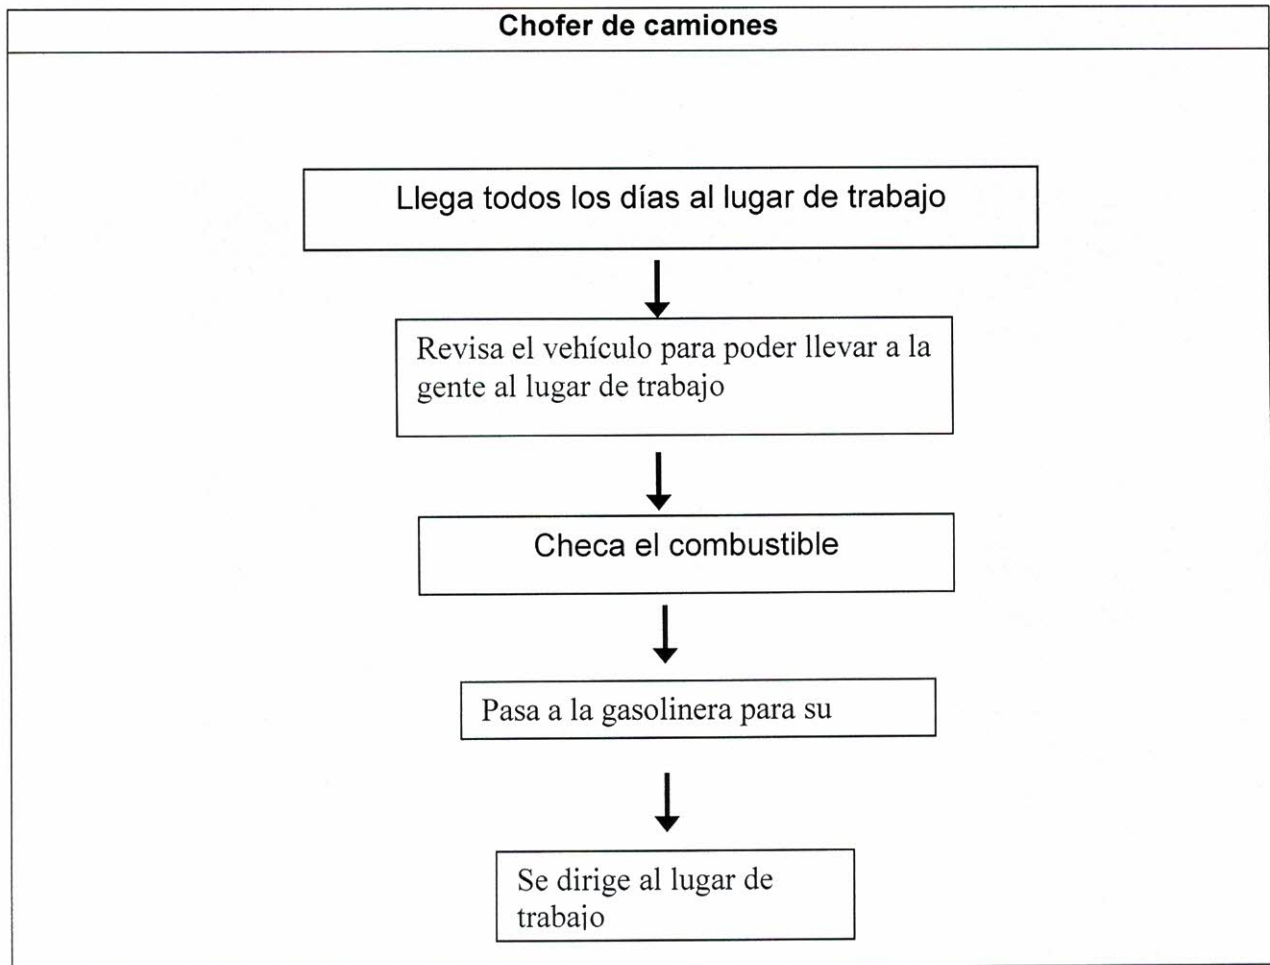 Chofer de camiones
Llega todos los días al lugar de trabajo
Revisa el vehículo para poder llevar a la
gente al lugar de trabajo
Checa el combustible
Pasa a la gasolinera para su
Se dirige al lugar de
trabajo